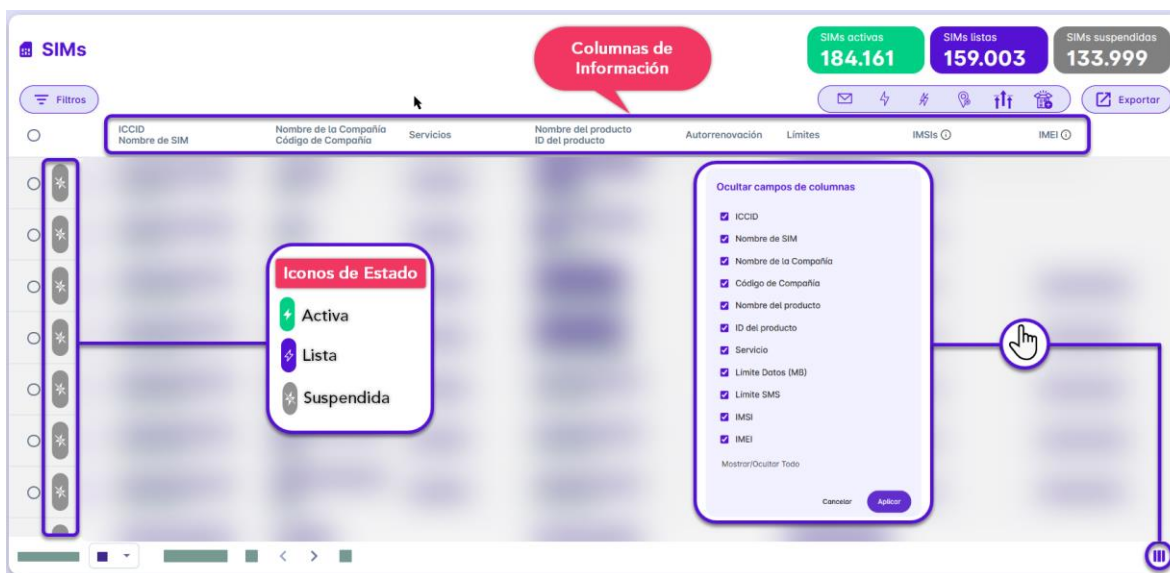 SIMs
Columnas de
Información
SIMs activas
184.161
SIMs listas
159.003
SIMs suspendidas
133.999
Filtros
Exportar
ICCID
Nombre de SIM
Nombre de la Compañía
Código de Compañía
Servicios
Nombre del producto
ID del producto
Autorrenovación
Límites
IMSIs
IMEI
Iconos de Estado
Activa
Lista
Suspendida
Ocultar campos de columnas
ICCID
Nombre de SIM
Nombre de la Compañía
Código de Compañía
Nombre del producto
ID del producto
Servicio
Límite Datos (MB)
Límite SMS
IMSI
IMEI
Mostrar/Ocultar Todo
Cancelar
Aplicar